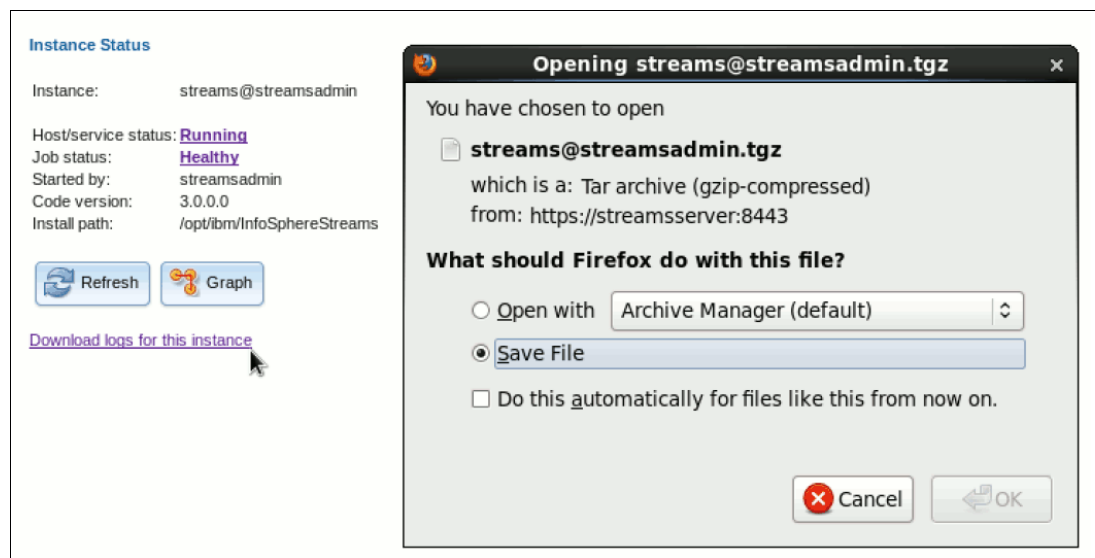 Instance Status
Instance: streams@streamsadmin
Host/service status: Running
Job status: Healthy
Started by: streamsadmin
Code version: 3.0.0.0
Install path: /opt/ibm/InfoSphereStreams
Refresh Graph
Download logs for this instance
Opening streams@streamsadmin.tgz
You have chosen to open
streams@streamsadmin.tgz
which is a: Tar archive (gzip-compressed)
from: https://streamsserver:8443
What should Firefox do with this file?
Open with Archive Manager (default)
Save File
Do this automatically for files like this from now on.
Cancel OK